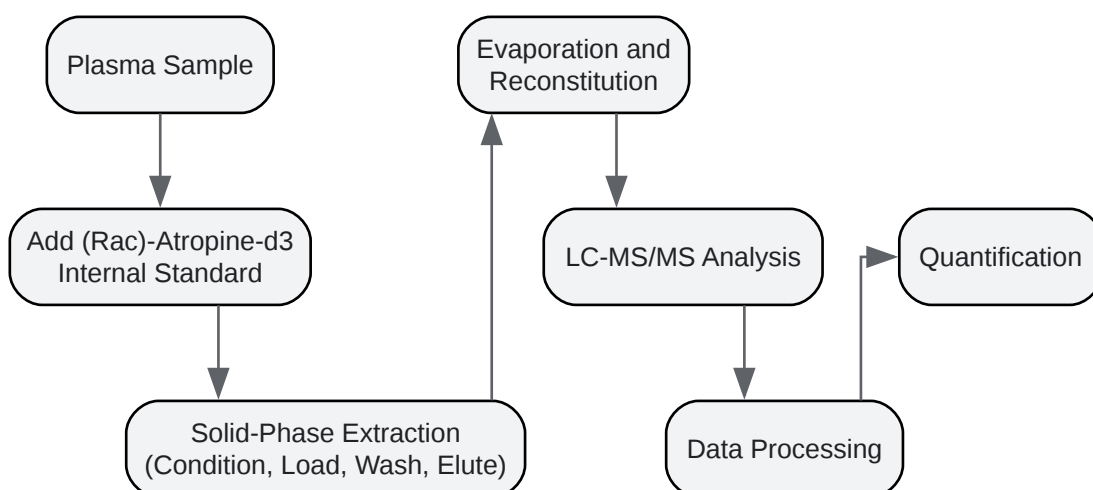 Plasma Sample
Add (Rac)-Atropine-d3
Internal Standard
Solid-Phase Extraction
(Condition, Load, Wash, Elute)
Evaporation and
Reconstitution
LC-MS/MS Analysis
Data Processing
Quantification